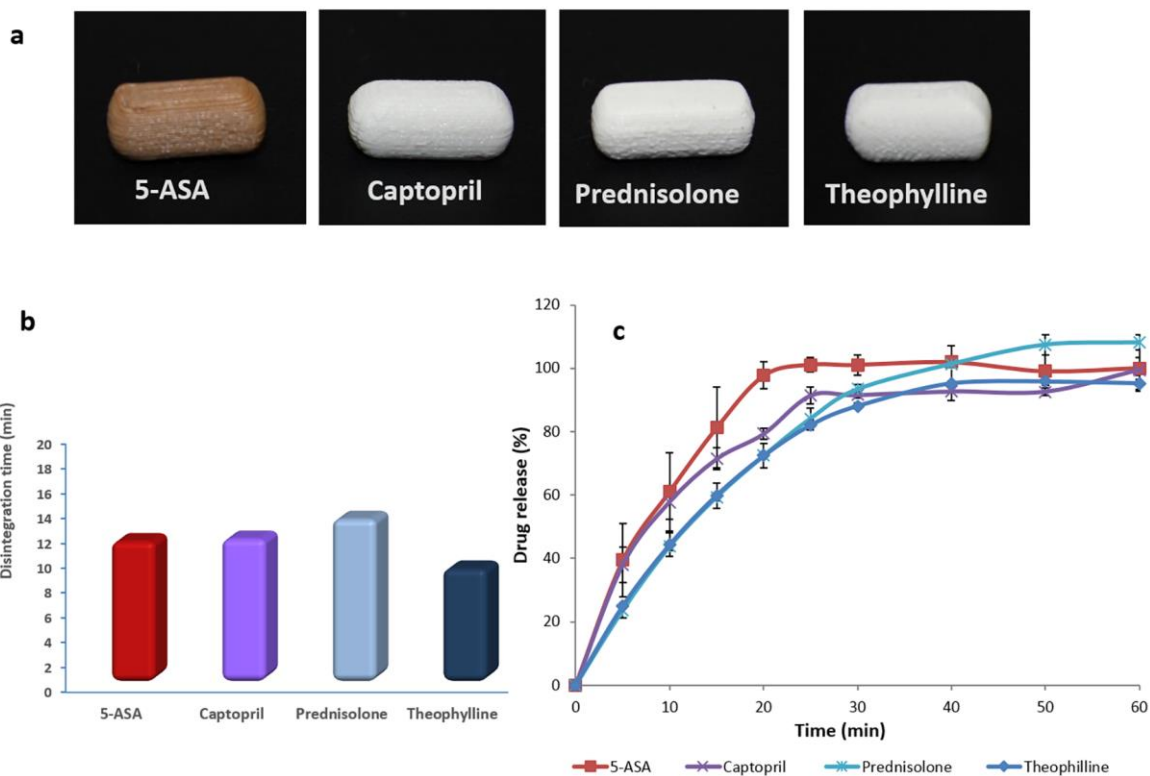 a
5-ASA
Captopril
Prednisolone
Theophylline
b
Disintegration time (min)
20
18
16
14
12
10
8
6
4
2
0
5-ASA Captopril Prednisolone Theophylline
c
Drug release (%)
120
100
80
60
40
20
0
0 10 20 30 40 50 60
Time (min)
5-ASA Captopril Prednisolone Theophilline